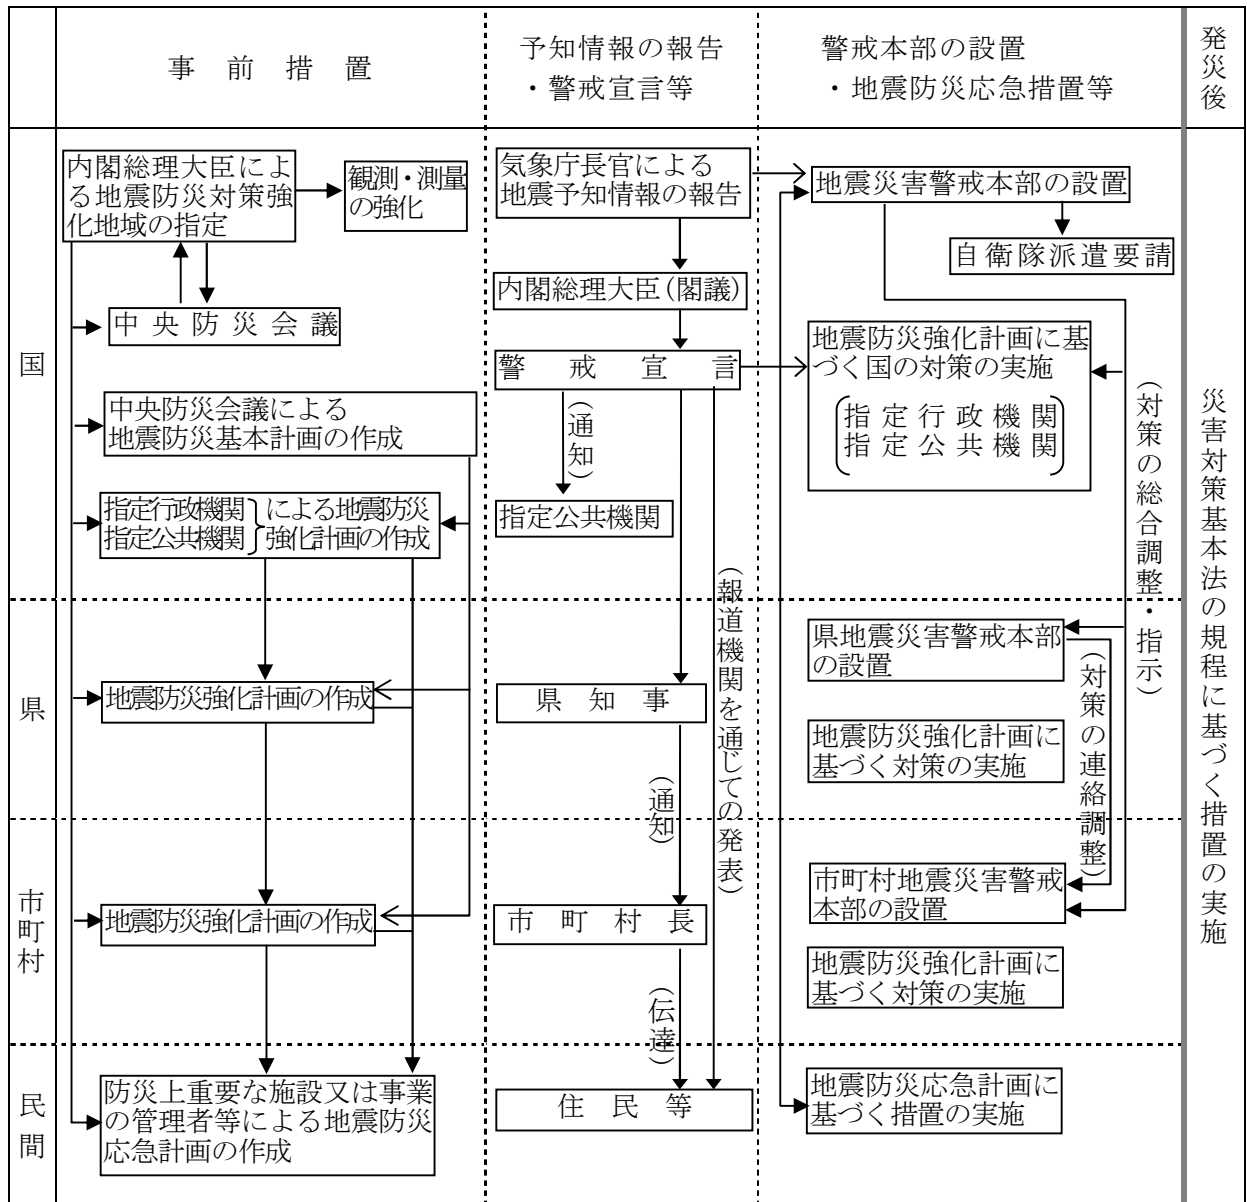 事前措置
予知情報の報告
・警戒宣言等
警戒本部の設置
・地震防災応急措置等
発災後
国
内閣総理大臣によ
る地震防災対策強
化地域の指定
観測・測量
の強化
中央防災会議
中央防災会議による
地震防災基本計画の作成
指定行政機関
指定公共機関
による地震防災
強化計画の作成
気象庁長官による
地震予知情報の報告
内閣総理大臣(閣議)
警戒宣言
(通知)
指定公共機関
(報道機関を通じての発表)
地震災害警戒本部の設置
自衛隊派遣要請
地震防災強化計画に基
づく国の対策の実施
指定行政機関
指定公共機関
(対策の総合調整・指示)
災害対策基本法の規程に基づく措置の実施
県
地震防災強化計画の作成
県知事
(通知)
県地震災害警戒本部
の設置
(対策の連絡調整)
地震防災強化計画に
基づく対策の実施
市町村
地震防災強化計画の作成
市町村長
(伝達)
市町村地震災害警戒
本部の設置
地震防災強化計画に
基づく対策の実施
民間
防災上重要な施設又は事業
の管理者等による地震防災
応急計画の作成
住民等
地震防災応急計画に
基づく措置の実施